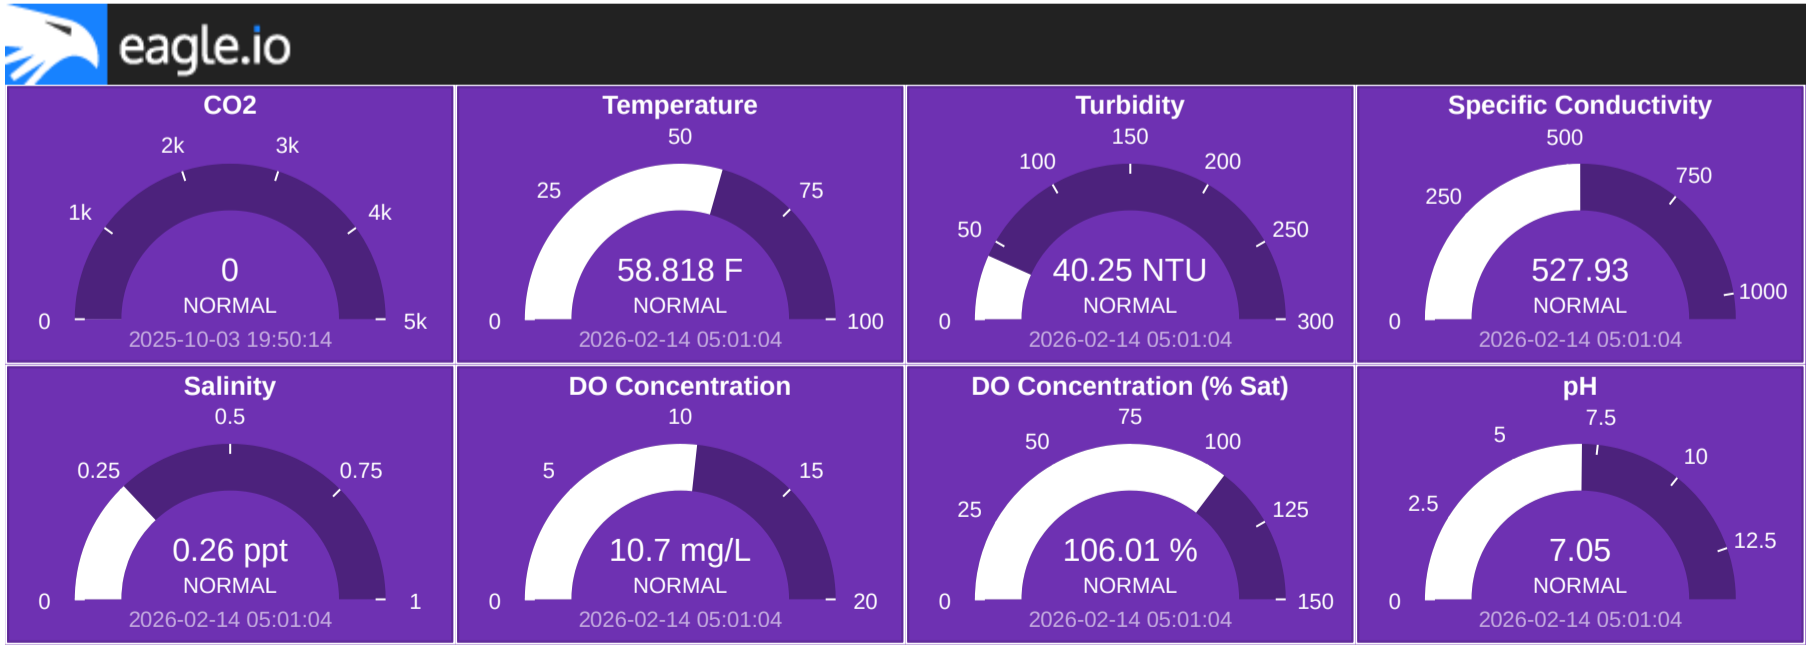 eagle.io
CO2
2k
3k
1k
4k
0
NORMAL
0
5k
2025-10-03 19:50:14
Temperature
50
25
75
58.818 F
NORMAL
0
100
2026-02-14 05:01:04
Turbidity
150
100
200
50
250
40.25 NTU
NORMAL
0
300
2026-02-14 05:01:04
Specific Conductivity
500
750
250
527.93
1000
NORMAL
0
2026-02-14 05:01:04
Salinity
0.5
0.25
0.75
0.26 ppt
NORMAL
0
1
2026-02-14 05:01:04
DO Concentration
10
5
15
10.7 mg/L
NORMAL
0
20
2026-02-14 05:01:04
DO Concentration (% Sat)
75
50
100
25
125
106.01 %
NORMAL
0
150
2026-02-14 05:01:04
pH
7.5
5
10
2.5
12.5
7.05
NORMAL
0
2026-02-14 05:01:04